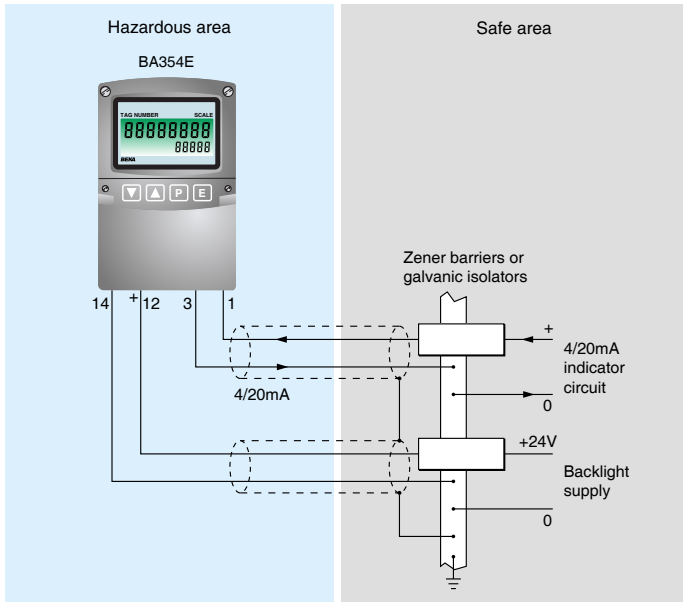 Hazardous area
Safe area
BA354E
TAG NUMBER SCALE
88888888
88888
BEKA
P E
Zener barriers or
galvanic isolators
14 + 12 3 1
+
4/20mA
indicator
circuit
4/20mA
0
+24V
Backlight
supply
0